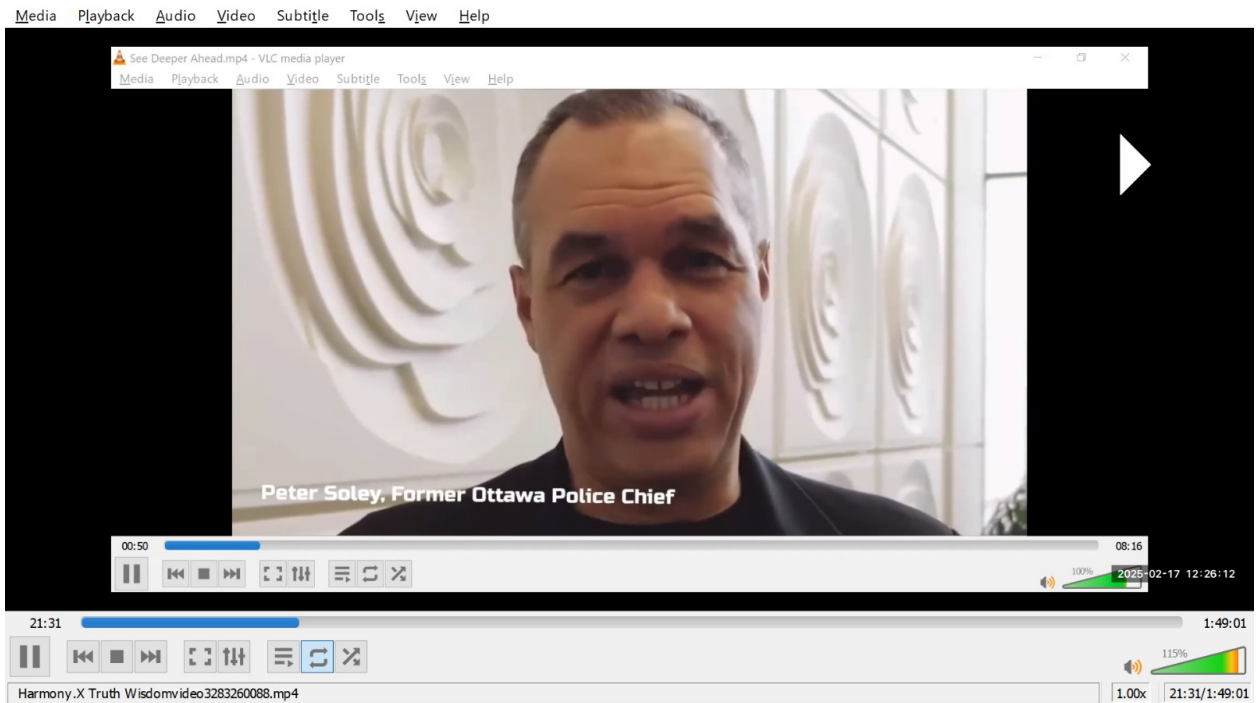 Media Playback Audio Video Subtitle Tools View Help
See Deeper Ahead.mp4 - VLC media player
Media Playback Audio Video Subtitle Tools View Help
Peter Soley, Former Ottawa Police Chief
00:50 08:16
100%
2025-02-17 12:26:12
21:31 1:49:01
115%
Harmony.X Truth Wisdomvideo3283260088.mp4 1.00x 21:31/1:49:01